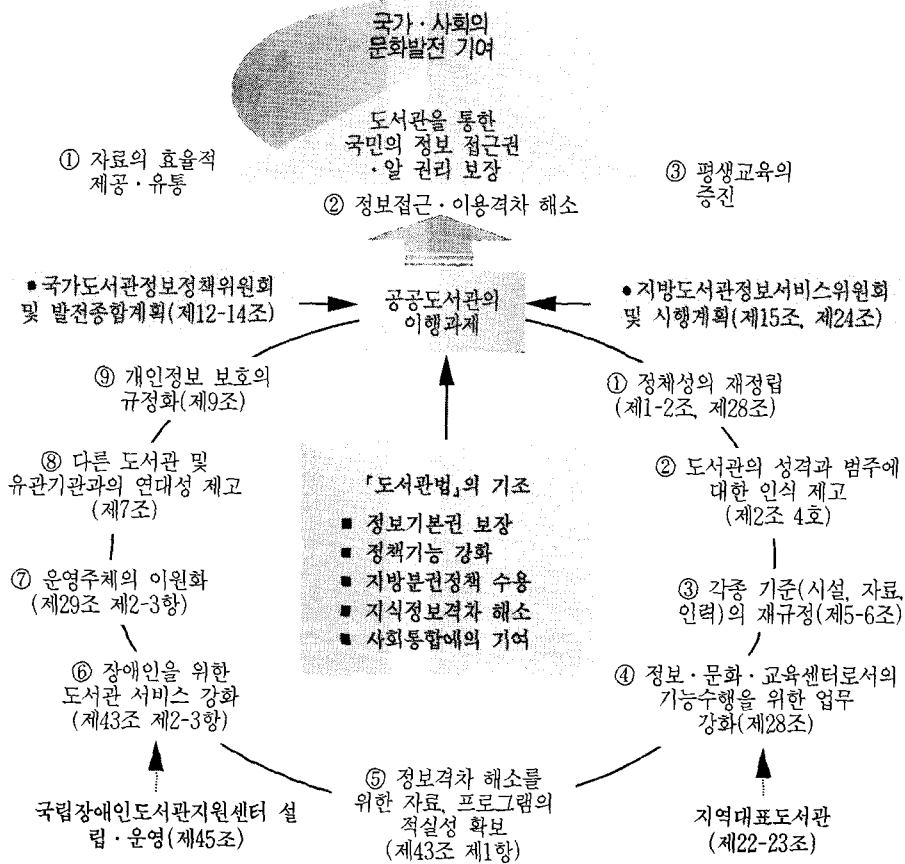 국가·사회의
문화발전 기여
도서관을 통한
국민의 정보 접근권
·알 권리 보장
① 자료의 효율적
제공·유통
② 정보접근·이용격차 해소
③ 평생교육의
증진
■ 국가도서관정보정책위원회
및 발전종합계획(제12-14조)
공공도서관의
이행과제
● 지방도서관정보서비스위원회
및 시행계획(제15조, 제24조)
⑨ 개인정보 보호의
규정화(제9조)
① 정체성의 재정립
(제1-2조, 제28조)
⑧ 다른 도서관 및
유관기관과의 연대성 제고
(제7조)
② 도서관의 성격과 범주에
대한 인식 제고
(제2조 4호)
『도서관법』의 기조
■ 정보기본권 보장
■ 정책기능 강화
■ 지방분권정책 수용
■ 지식정보격차 해소
■ 사회통합에의 기여
⑦ 운영주체의 이원화
(제29조 제2-3항)
③ 각종 기준(시설, 자료,
인력)의 재규정(제5-6조)
⑥ 장애인을 위한
도서관 서비스 강화
(제43조 제2-3항)
④ 정보·문화·교육센터로서의
기능수행을 위한 업무
강화(제28조)
⑤ 정보격차 해소를
위한 자료, 프로그램의
적실성 확보
(제43조 제1항)
국립장애인도서관지원센터 설
립·운영(제45조)
지역대표도서관
(제22-23조)